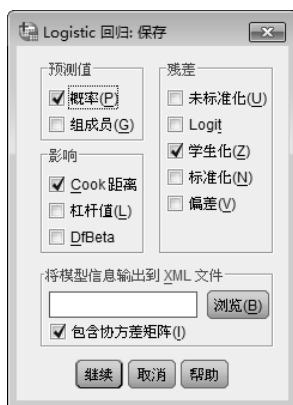 Logistic 回归: 保存
预测值
概率(P)
组成员(G)
影响
Cook 距离
杠杆值(L)
DfBeta
残差
未标准化(U)
Logit
学生化(Z)
标准化(N)
偏差(V)
将模型信息输出到 XML 文件
浏览(B)
包含协方差矩阵(I)
继续 取消 帮助